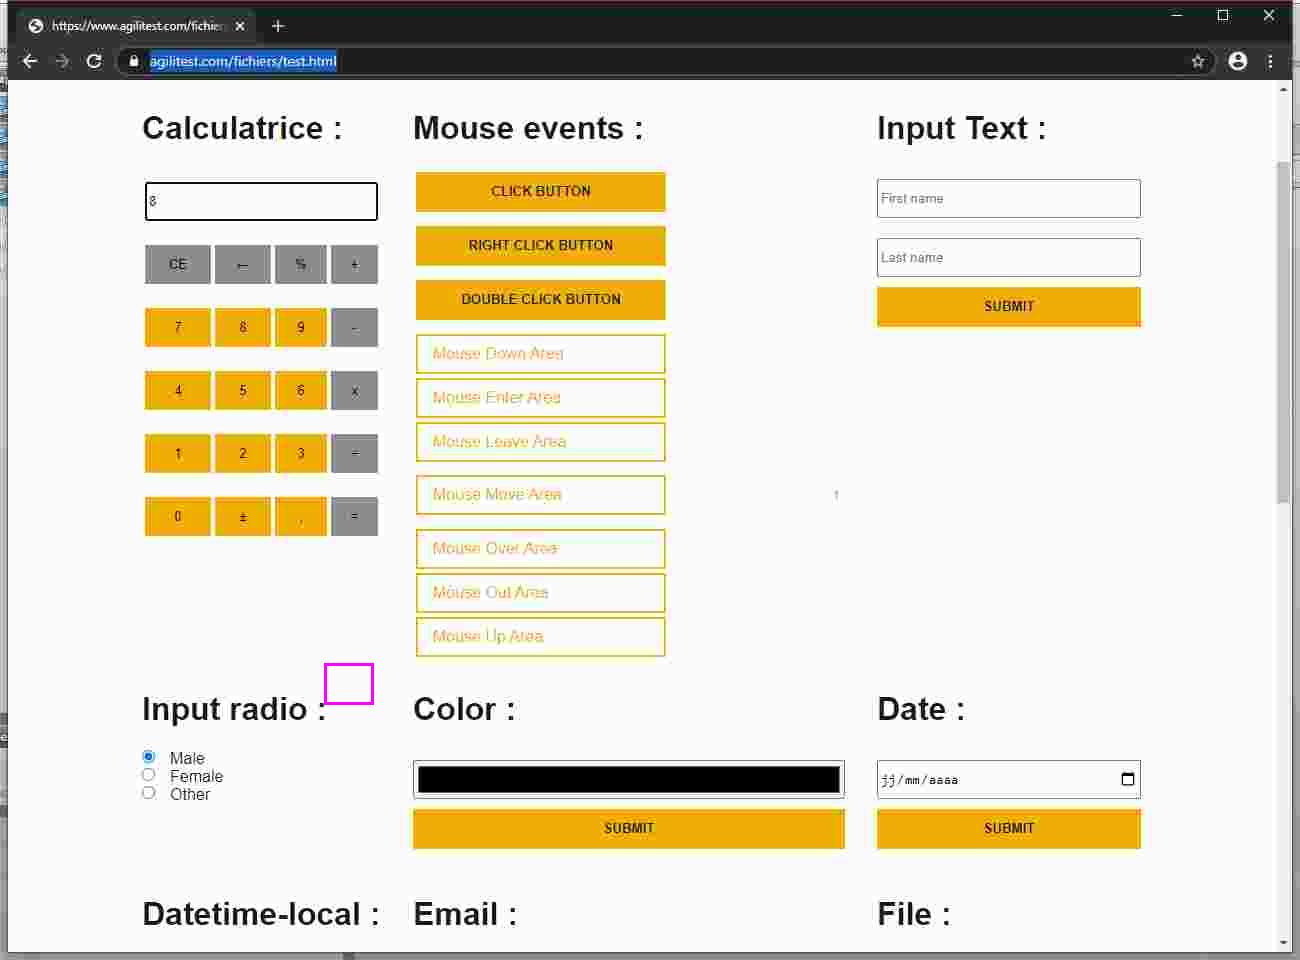 https://www.agilitest.com/fichier
agilitest.com/fichiers/test.html
Calculatrice :
8
CE ← % +
7 8 9 -
4 5 6 x
1 2 3
0 ± , =
Mouse events :
CLICK BUTTON
RIGHT CLICK BUTTON
DOUBLE CLICK BUTTON
Mouse Down Area
Mouse Enter Area
Mouse Leave Area
Mouse Move Area
Mouse Over Area
Mouse Out Area
Mouse Up Area
Input Text :
First name
Last name
SUBMIT
Input radio :
Male
Female
Other
Color :
SUBMIT
Date :
jj/mm/aaaa
SUBMIT
Datetime-local :
Email :
File :